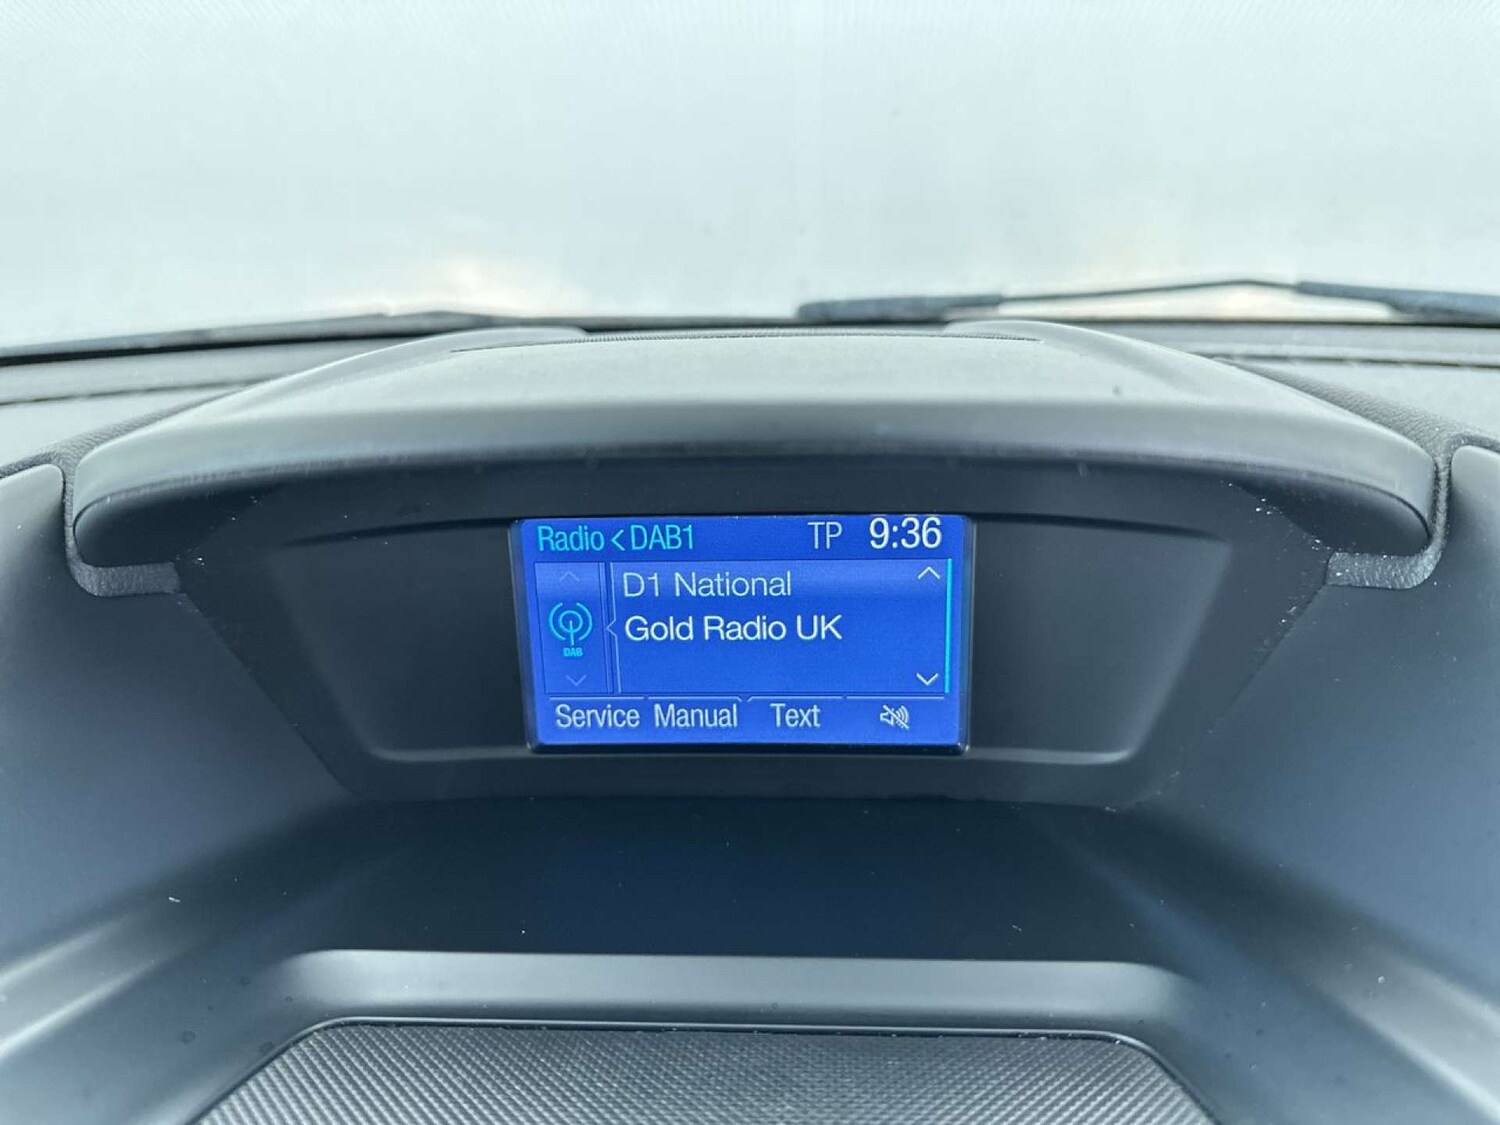 Radio < DAB1 TP 9:36
D1 National
Gold Radio UK
DAB
Service Manual Text